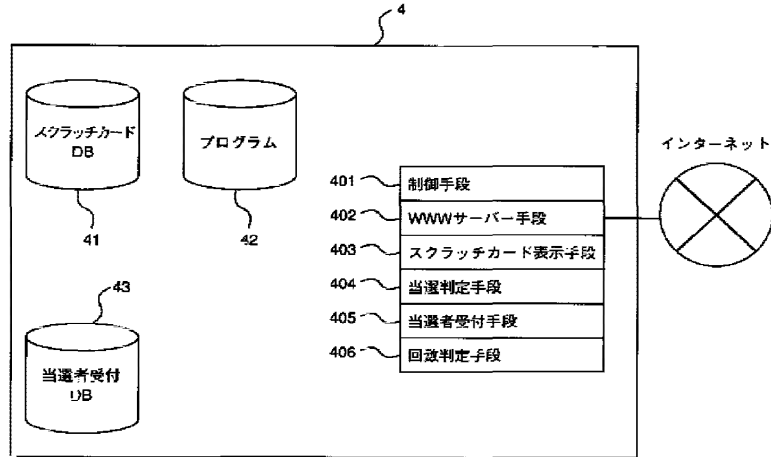 4
スクラッチカード
DB
プログラム
41
42
インターネット
401
制御手段
402
WWWサーバー手段
403
スクラッチカード表示手段
404
当選判定手段
405
当選者受付手段
406
回数判定手段
43
当選者受付
DB